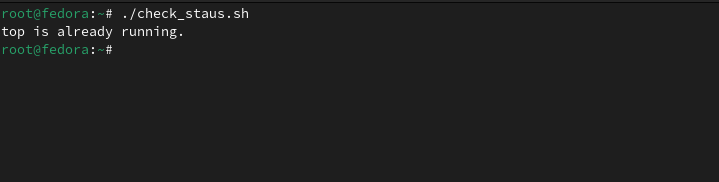 root@fedora:~# ./check_staus.sh
top is already running.
root@fedora:~#